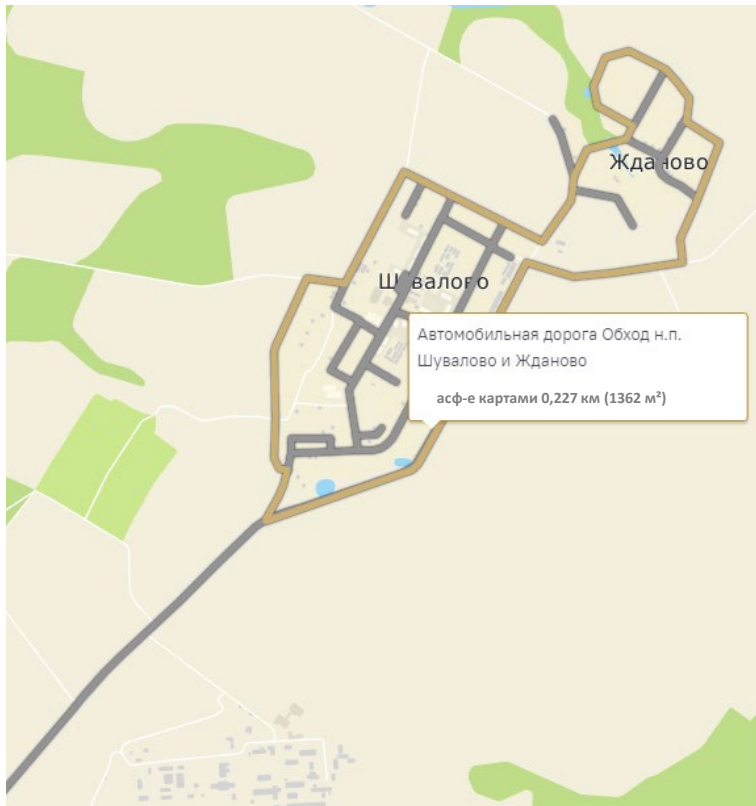 Жданово
Шувалово
Автомобильная дорога Обход н.п.
Шувалово и Жданово
асф-е картами 0,227 км (1362 м²)